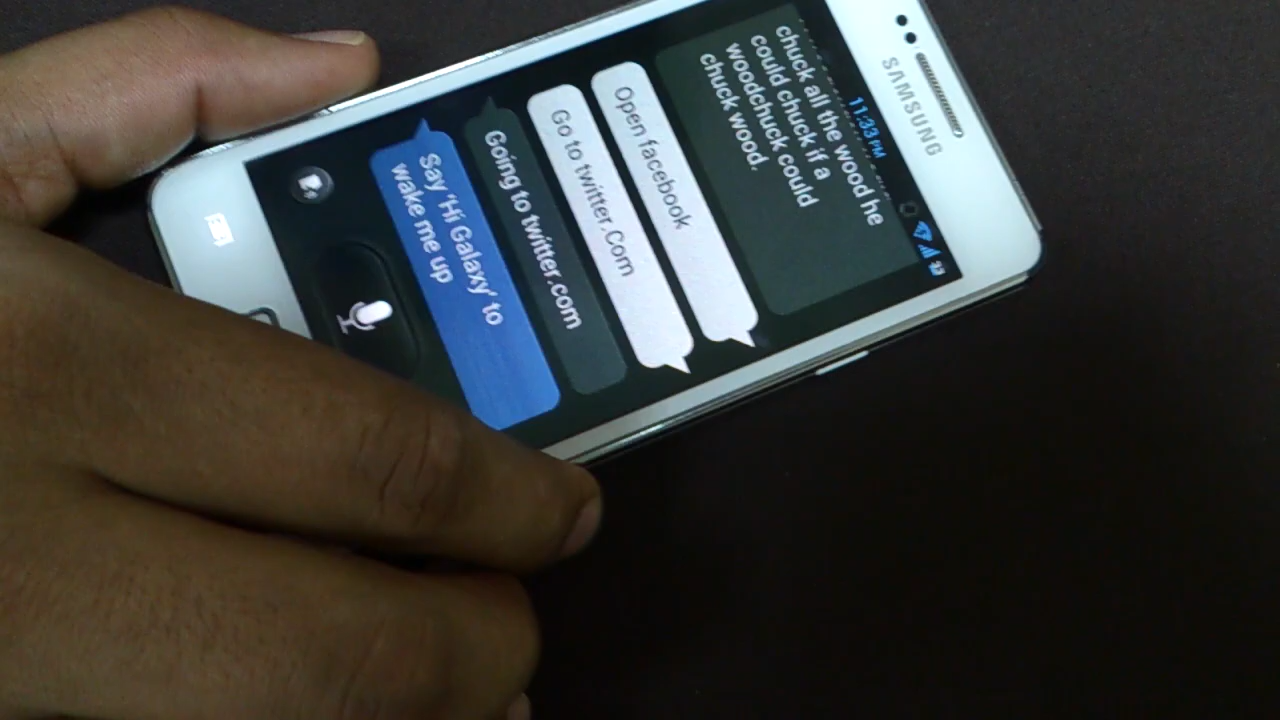 SAMSUNG
11:33 PM
chuck all the wood he
could chuck if a
woodchuck could
chuck wood.
Open facebook
Go to twitter.Com
Going to twitter.com
Say 'Hi Galaxy' to
wake me up